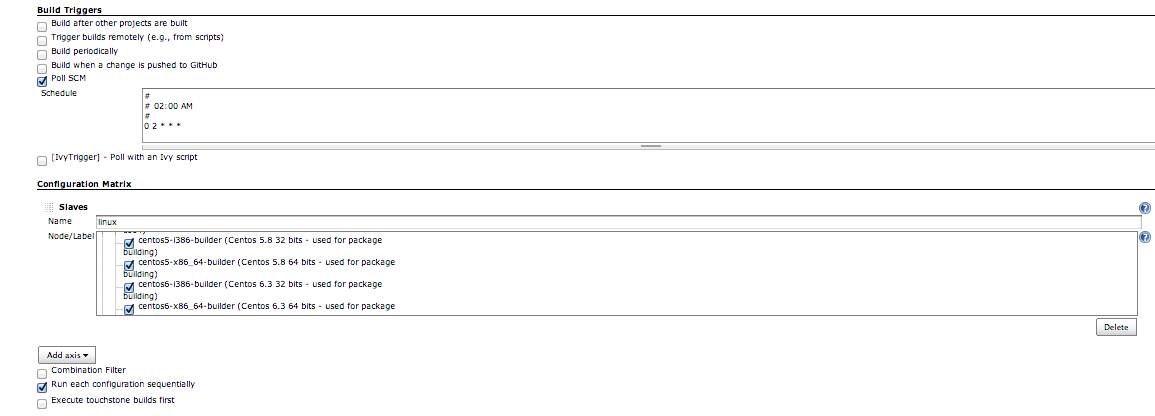 Build Triggers
Build after other projects are built
Trigger builds remotely (e.g., from scripts)
Build periodically
Build when a change is pushed to GitHub
Poll SCM
Schedule
#
# 02:00 AM
#
0 2 * * *
[IvyTrigger] - Poll with an Ivy script
Configuration Matrix
Slaves
Name
linux
Node/Label
centos5-i386-builder (Centos 5.8 32 bits - used for package
building)
centos5-x86_64-builder (Centos 5.8 64 bits - used for package
building)
centos6-i386-builder (Centos 6.3 32 bits - used for package
building)
centos6-x86_64-builder (Centos 6.3 64 bits - used for package
Delete
Add axis
Combination Filter
Run each configuration sequentially
Execute touchstone builds first